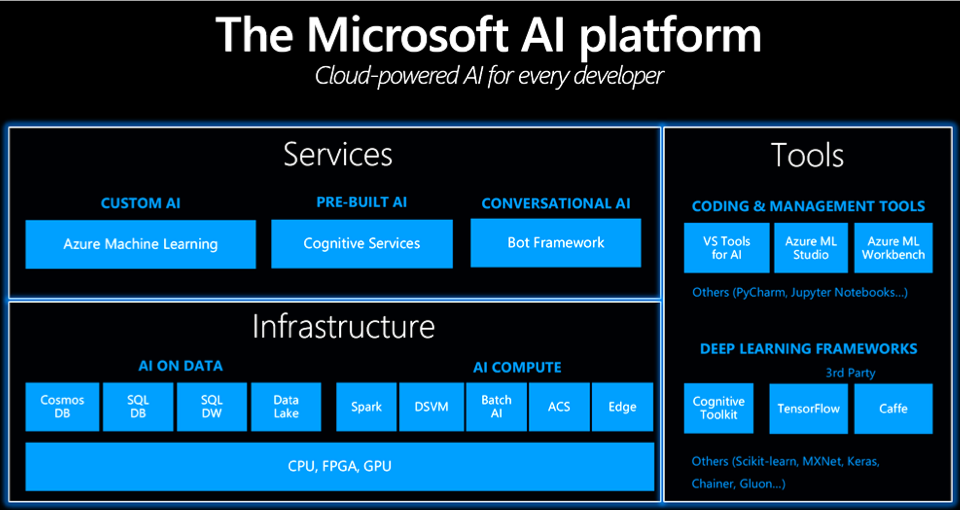 The Microsoft AI platform
Cloud-powered AI for every developer
Services
CUSTOM AI
Azure Machine Learning
PRE-BUILT AI
Cognitive Services
CONVERSATIONAL AI
Bot Framework
Infrastructure
AI ON DATA
Cosmos
DB
SQL
DB
SQL
DW
Data
Lake
AI COMPUTE
Spark
DSVM
Batch
AI
ACS
Edge
CPU, FPGA, GPU
Tools
CODING & MANAGEMENT TOOLS
VS Tools
for AI
Azure ML
Studio
Azure ML
Workbench
Others (PyCharm, Jupyter Notebooks...)
DEEP LEARNING FRAMEWORKS
3rd Party
Cognitive
Toolkit
TensorFlow
Caffe
Others (Scikit-learn, MXNet, Keras,
Chainer, Gluon...)